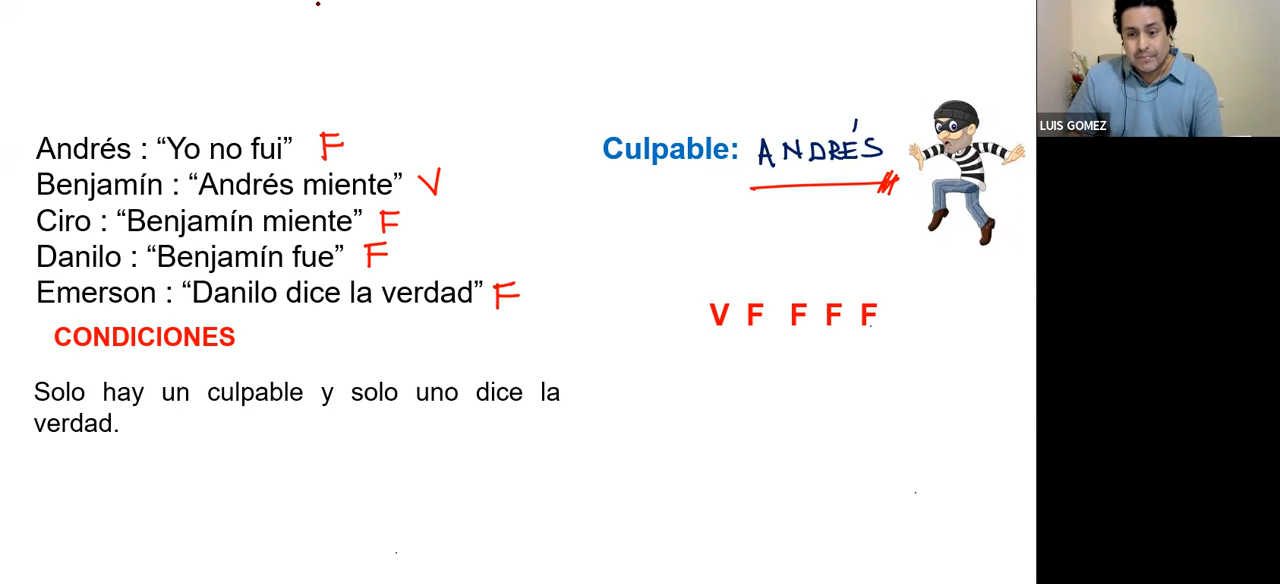 Andrés : “Yo no fui” F
Benjamín : “Andrés miente” V
Ciro : “Benjamín miente” F
Danilo : “Benjamín fue” F
Emerson : “Danilo dice la verdad” F
CONDICIONES
Solo hay un culpable y solo uno dice la
verdad.
Culpable: ANDRÉS
V F F F F
LUIS GOMEZ